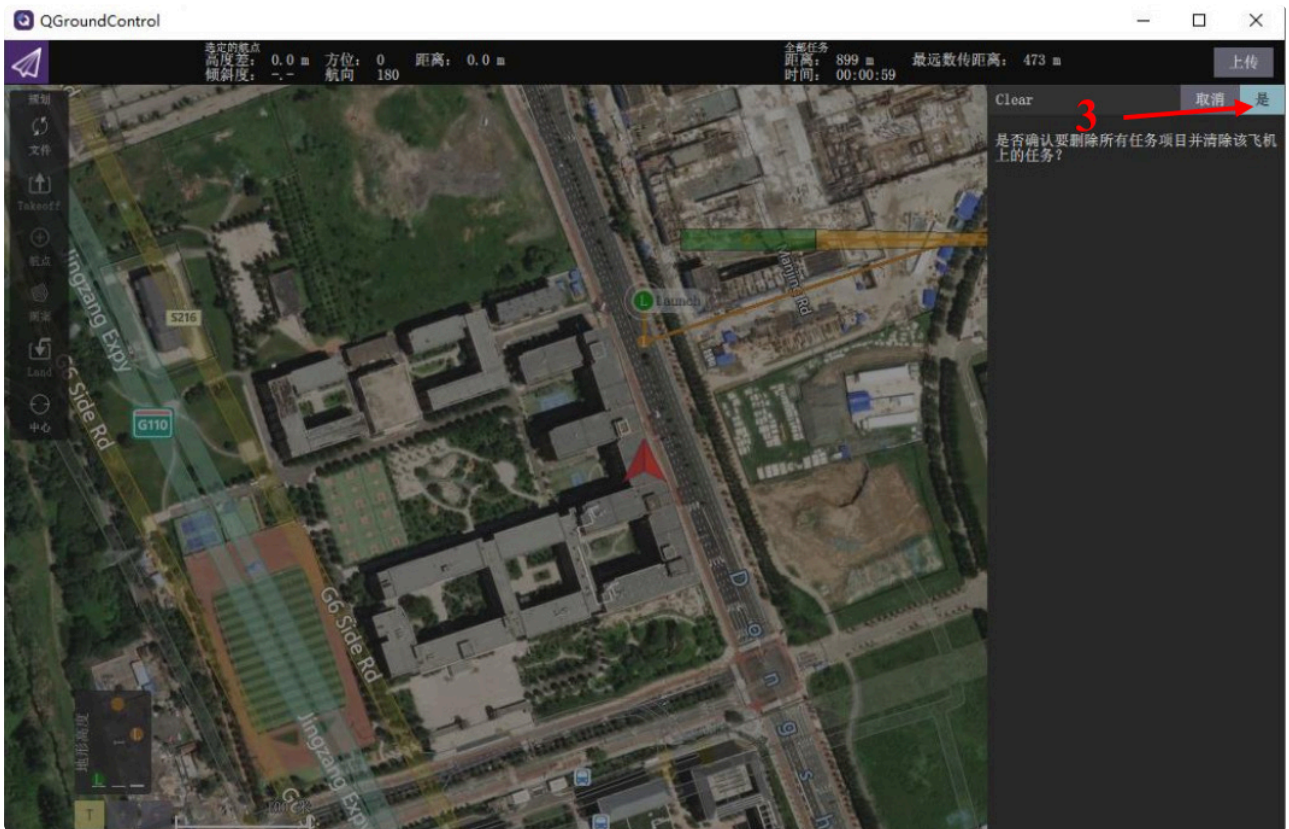 QGroundControl
选定的航点
高度差: 0.0 m 方位: 0 距离: 0.0 m
倾斜度: -.- 航向 180
全部任务
距离: 899 m 最远数传距离: 473 m
时间: 00:00:59
上传
规划
文件
Takeoff
航点
图案
Land
中心
Clear
取消
是
3
是否确认要删除所有任务项目并清除该飞机
上的任务?
L Launch
Manjing Rd
S216
Jingzang Expy
G6 Side Rd
G110
G6 Side Rd
Jingzang Expy
Dongsh
地形高度
L
L
T